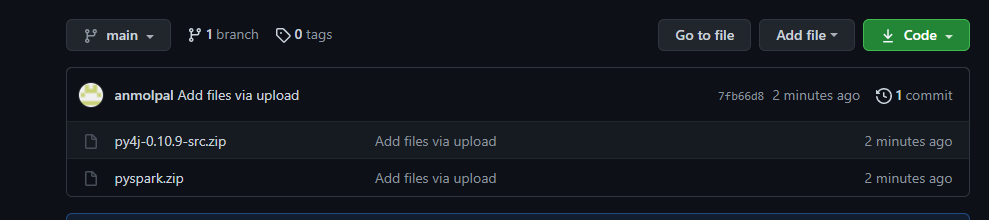 main 1 branch 0 tags Go to file Add file Code
anmolpal Add files via upload 7fb66d8 2 minutes ago 1 commit
py4j-0.10.9-src.zip Add files via upload 2 minutes ago
pyspark.zip Add files via upload 2 minutes ago